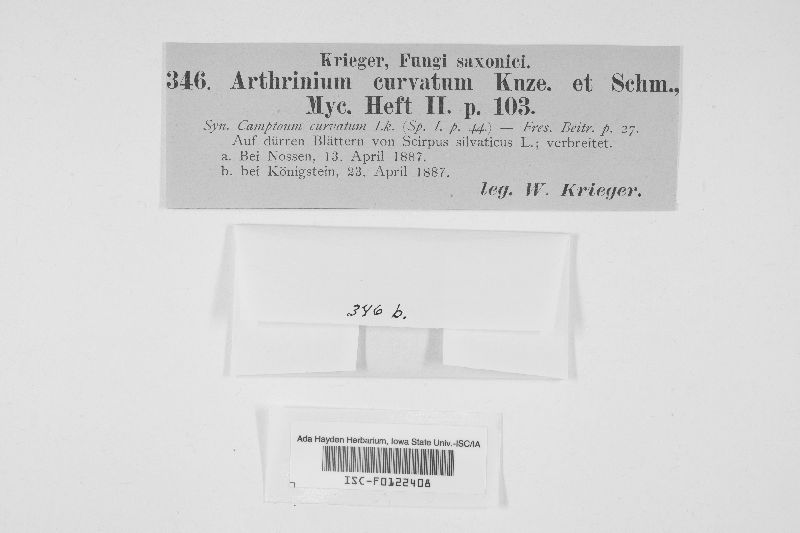 Krieger, Fungi saxonici.
346. Arthrinium curvatum Knze. et Schm.,
Myc. Heft II. p. 103.
Syn. Camptoum curvatum Lk. (Sp. I. p. 44.) — Fres. Beitr. p. 27.
Auf dürren Blättern von Scirpus silvaticus L.; verbreitet.
a. Bei Nossen, 13. April 1887.
b. bei Königstein, 23. April 1887.
leg. W. Krieger.
346 b.
Ada Hayden Herbarium, Iowa State Univ.-ISC/IA
ISC-F0122408